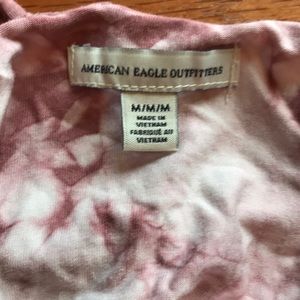 AMERICAN EAGLE OUTFITTERS
M/M/M
MADE IN
VIETNAM
FABRIQUÉ AU
VIETNAM